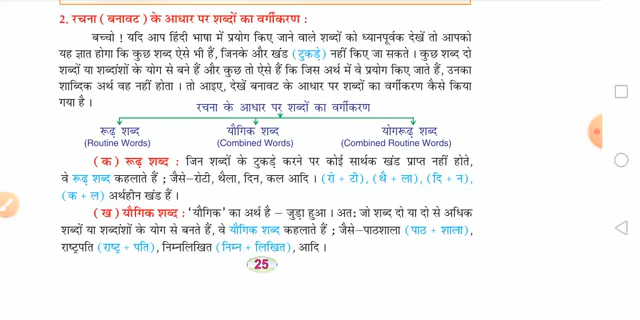 2. रचना ( बनावट ) के आधार पर शब्दों का वर्गीकरण :
बच्चो ! यदि आप हिंदी भाषा में प्रयोग किए जाने वाले शब्दों को ध्यानपूर्वक देखें तो आपको
यह ज्ञात होगा कि कुछ शब्द ऐसे भी हैं, जिनके और खंड (टुकड़े) नहीं किए जा सकते। कुछ शब्द दो
शब्दों या शब्दांशों के योग से बने हैं और कुछ तो ऐसे हैं कि जिस अर्थ में वे प्रयोग किए जाते हैं, उनका
शाब्दिक अर्थ वह नहीं होता। तो आइए, देखें बनावट के आधार पर शब्दों का वर्गीकरण कैसे किया
गया है।
रचना के आधार पर शब्दों का वर्गीकरण
रूढ़ शब्द यौगिक शब्द योगरूढ़ शब्द
(Routine Words) (Combined Words) (Combined Routine Words)
(क) रूढ़ शब्द : जिन शब्दों के टुकड़े करने पर कोई सार्थक खंड प्राप्त नहीं होते,
वे रूढ़ शब्द कहलाते हैं ; जैसे-रोटी, थैला, दिन, कल आदि। (रो + टी), (थै + ला), (दि + न),
(क + ल) अर्थहीन खंड हैं।
(ख) यौगिक शब्द : 'यौगिक' का अर्थ है – जुड़ा हुआ। अत: जो शब्द दो या दो से अधिक
शब्दों या शब्दांशों के योग से बनते हैं, वे यौगिक शब्द कहलाते हैं ; जैसे-पाठशाला (पाठ + शाला),
राष्ट्रपति (राष्ट्र + पति), निम्नलिखित (निम्न + लिखित), आदि।
25